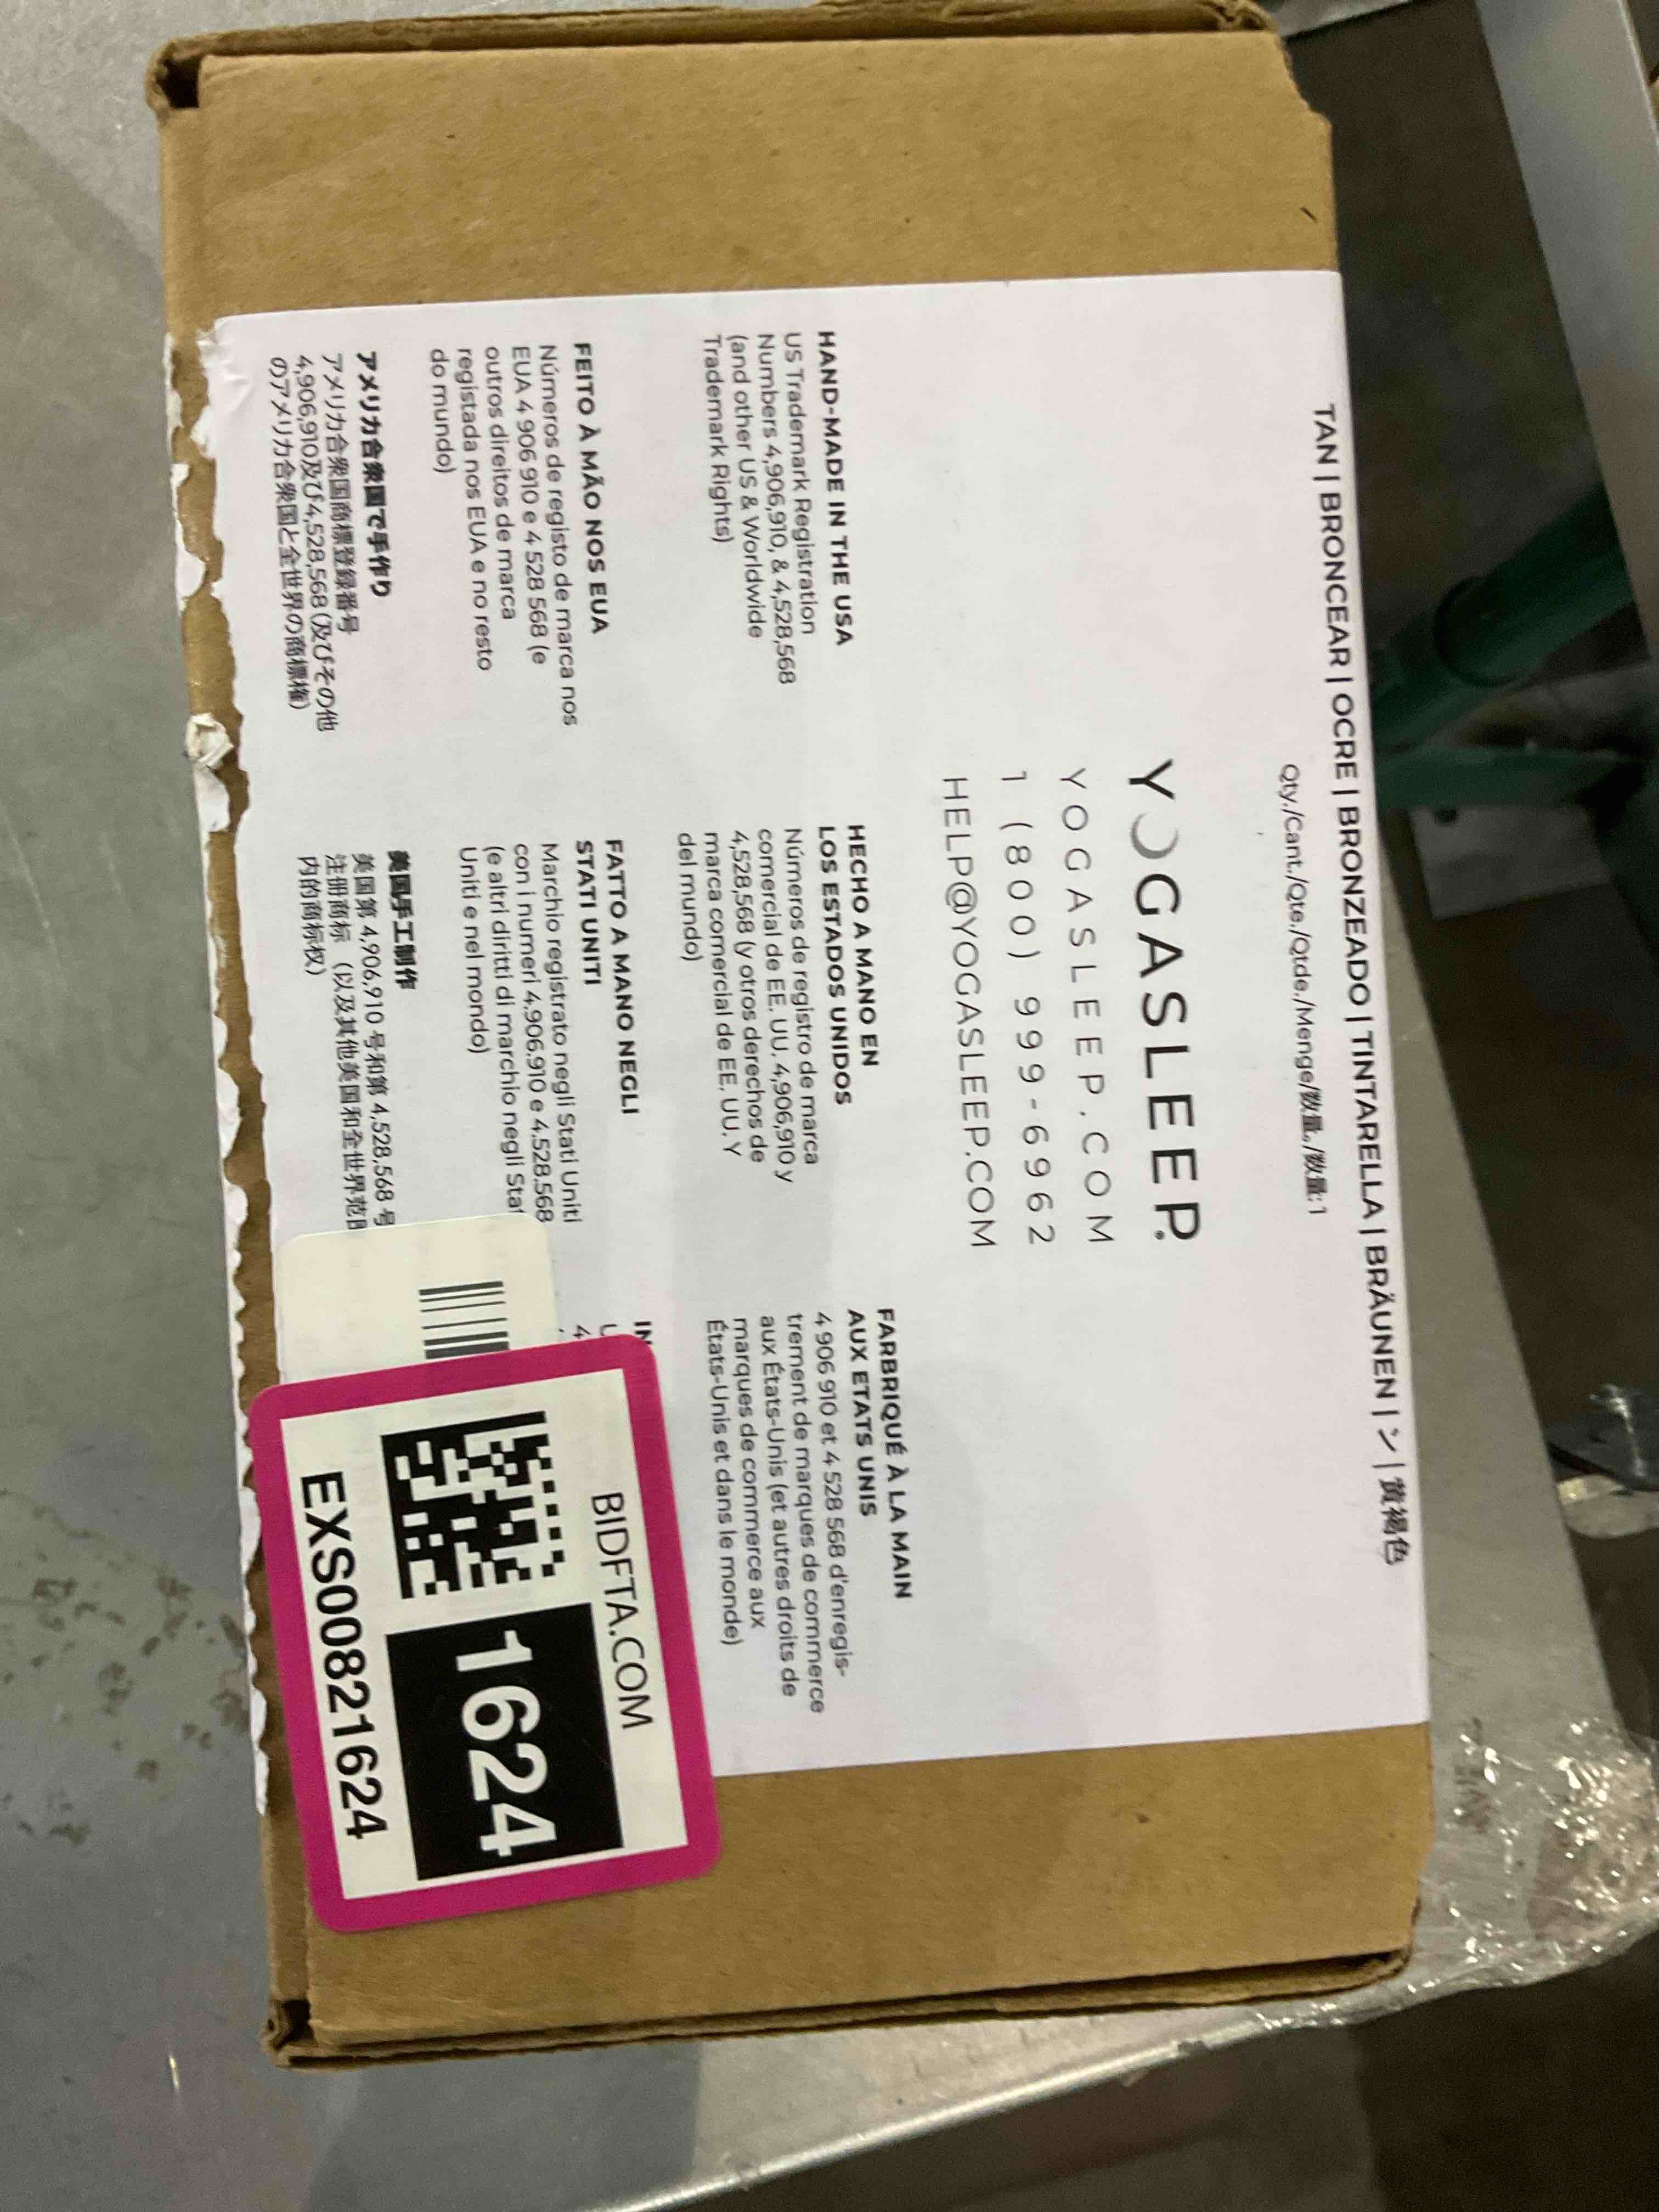 TAN | BRONCEAR | OCRE | BRONZEADO | TINTARELLA | BRÄUNEN | ン | 黄褐色
Qty./Cant./Qte./Qtde./Menge/数量./数量:1
YOGASLEEP.
YOGASLEEP.COM
1 (800) 999-6962
HELP@YOGASLEEP.COM
HAND-MADE IN THE USA
US Trademark Registration
Numbers 4,906,910, & 4,528,568
(and other US & Worldwide
Trademark Rights)
HECHO A MANO EN
LOS ESTADOS UNIDOS
Números de registro de marca
comercial de EE. UU. 4,906,910 y
4,528,568 (y otros derechos de
marca comercial de EE. UU. Y
del mundo)
FARBRIQUÉ À LA MAIN
AUX ETATS UNIS
4 906 910 et 4 528 568 d'enregis-
trement de marques de commerce
aux États-Unis (et autres droits de
marques de commerce aux
États-Unis et dans le monde)
FEITO À MÃO NOS EUA
Números de registo de marca nos
EUA 4 906 910 e 4 528 568 (e
outros direitos de marca
registada nos EUA e no resto
do mundo)
FATTO A MANO NEGLI
STATI UNITI
Marchio registrato negli Stati Uniti
con i numeri 4.906.910 e 4.528.568
(e altri diritti di marchio negli Sta
Uniti e nel mondo)
IN
アメリカ合衆国で手作り
アメリカ合衆国商標登録番号
4,906,910及び4,528,568 (及びその他
のアメリカ合衆国と全世界の商標権)
美国手工制作
美国第 4,906,910 号和第 4,528,568 号
注册商标 (以及其他美国和全世界范
内的商标权)
BIDFTA.COM
1624
EXS00821624